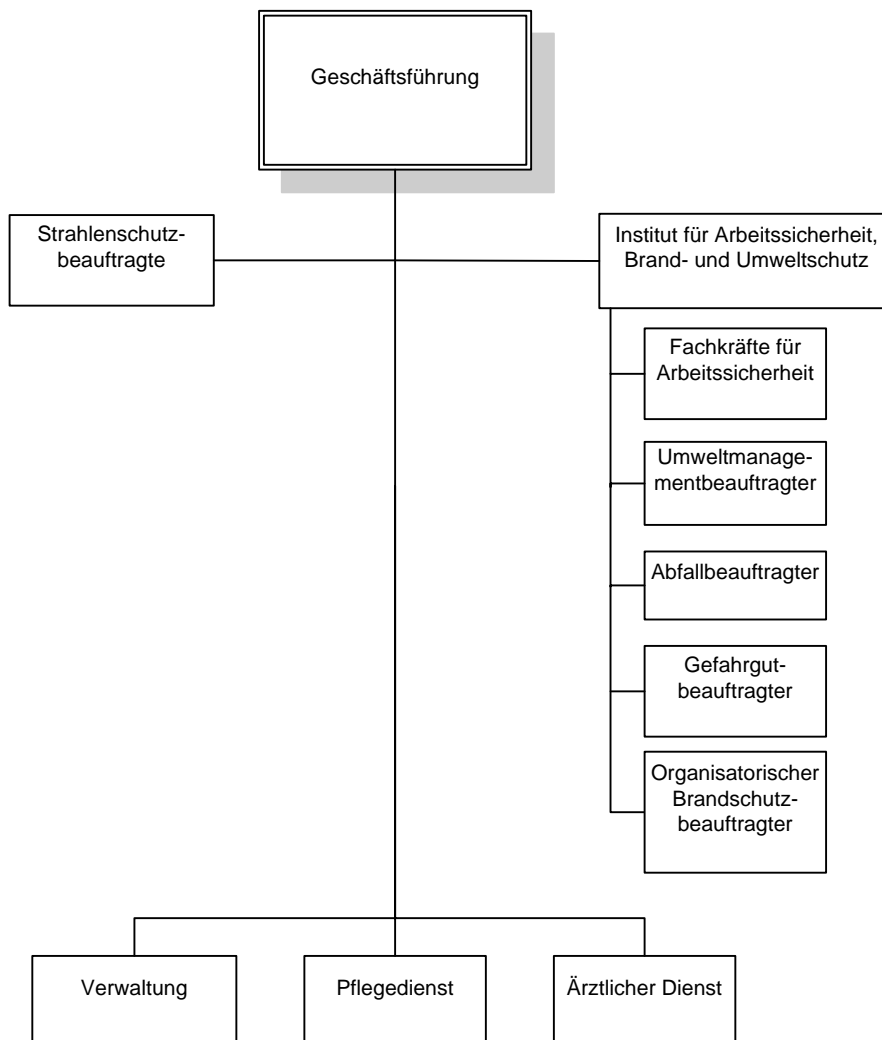 Geschäftsführung
Strahlenschutz-
beauftragte
Institut für Arbeitssicherheit,
Brand- und Umweltschutz
Fachkräfte für
Arbeitssicherheit
Umweltmanage-
mentbeauftragter
Abfallbeauftragter
Gefahrgut-
beauftragter
Organisatorischer
Brandschutz-
beauftragter
Verwaltung
Pflegedienst
Ärztlicher Dienst